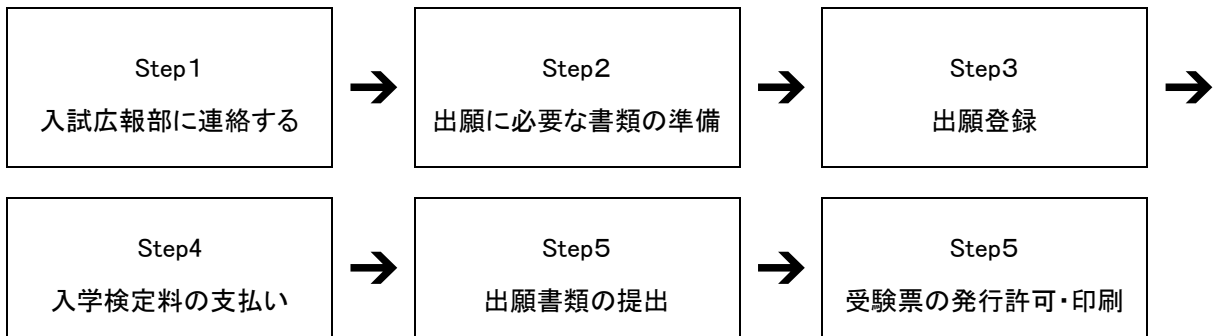 Step1
入試広報部に連絡する
Step2
出願に必要な書類の準備
Step3
出願登録
Step4
入学検定料の支払い
Step5
出願書類の提出
Step5
受験票の発行許可・印刷